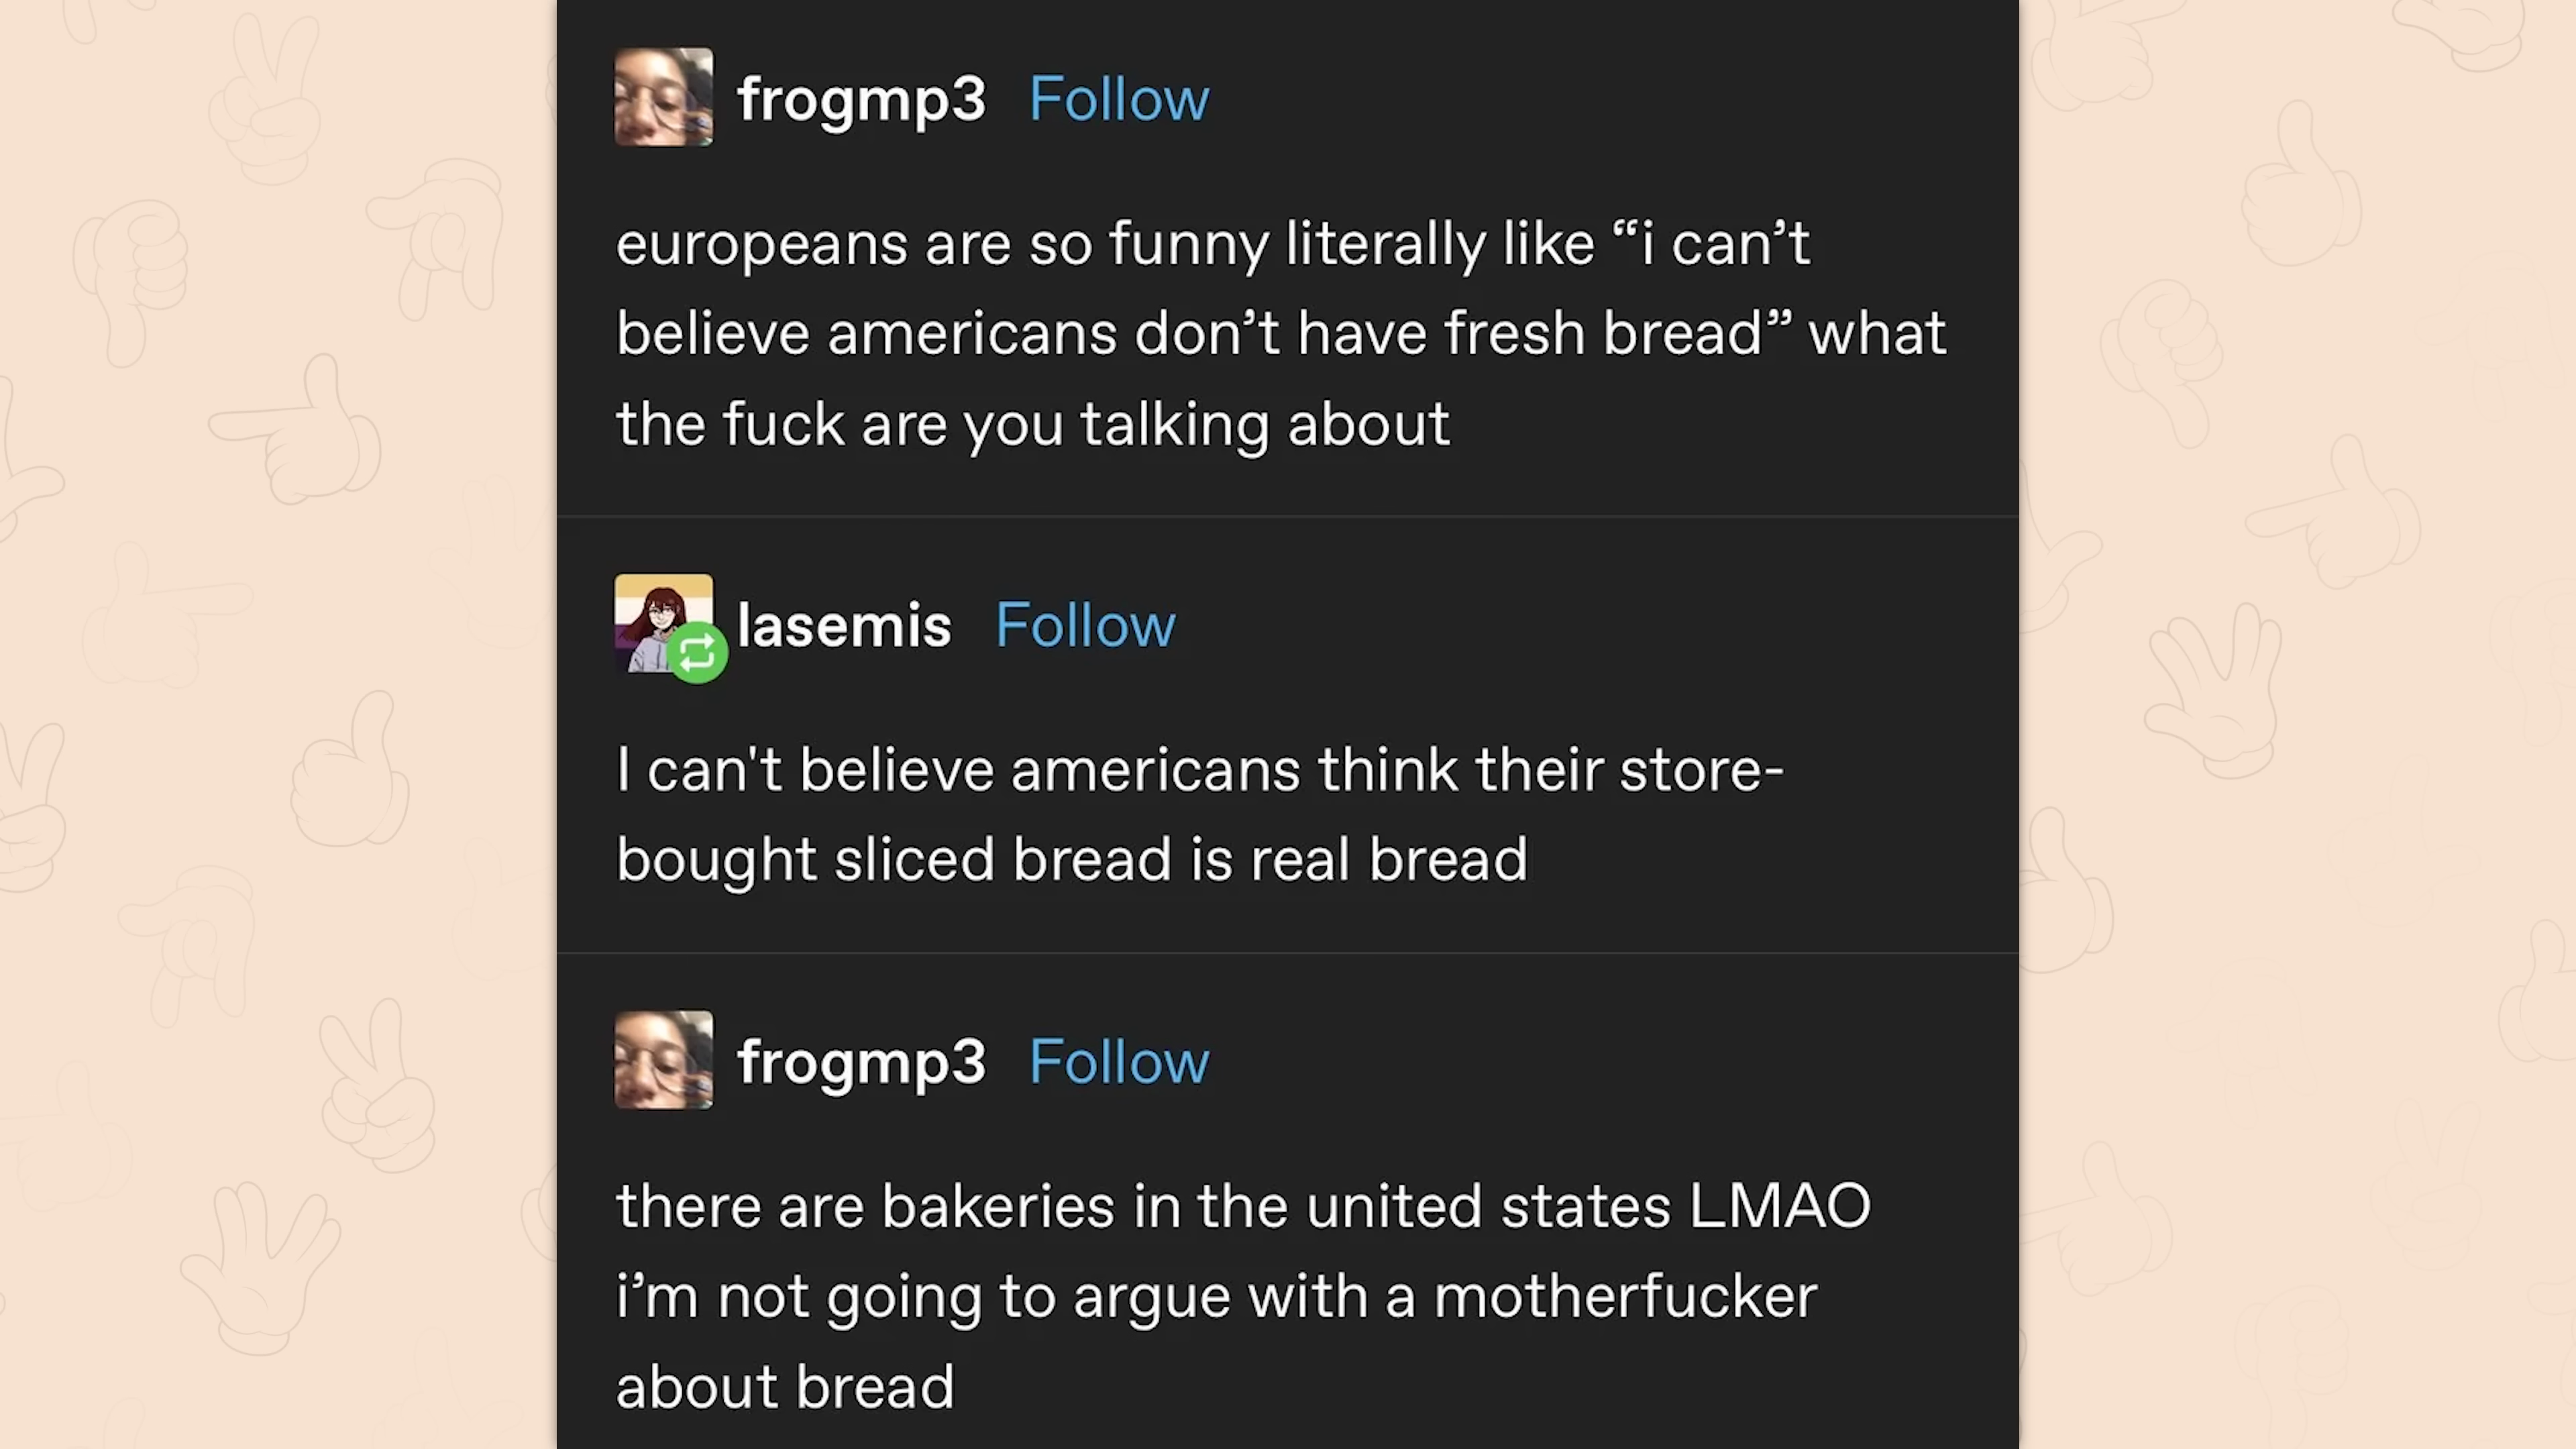 frogmp3 Follow
europeans are so funny literally like “i can’t
believe americans don’t have fresh bread” what
the fuck are you talking about
lasemis Follow
I can't believe americans think their store-
bought sliced bread is real bread
frogmp3 Follow
there are bakeries in the united states LMAO
i’m not going to argue with a motherfucker
about bread